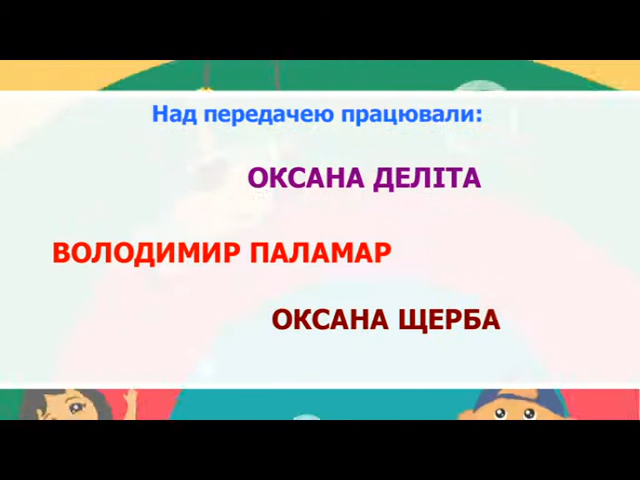 Над передачею працювали:
ОКСАНА ДЕЛІТА
ВОЛОДИМИР ПАЛАМАР
ОКСАНА ЩЕРБА